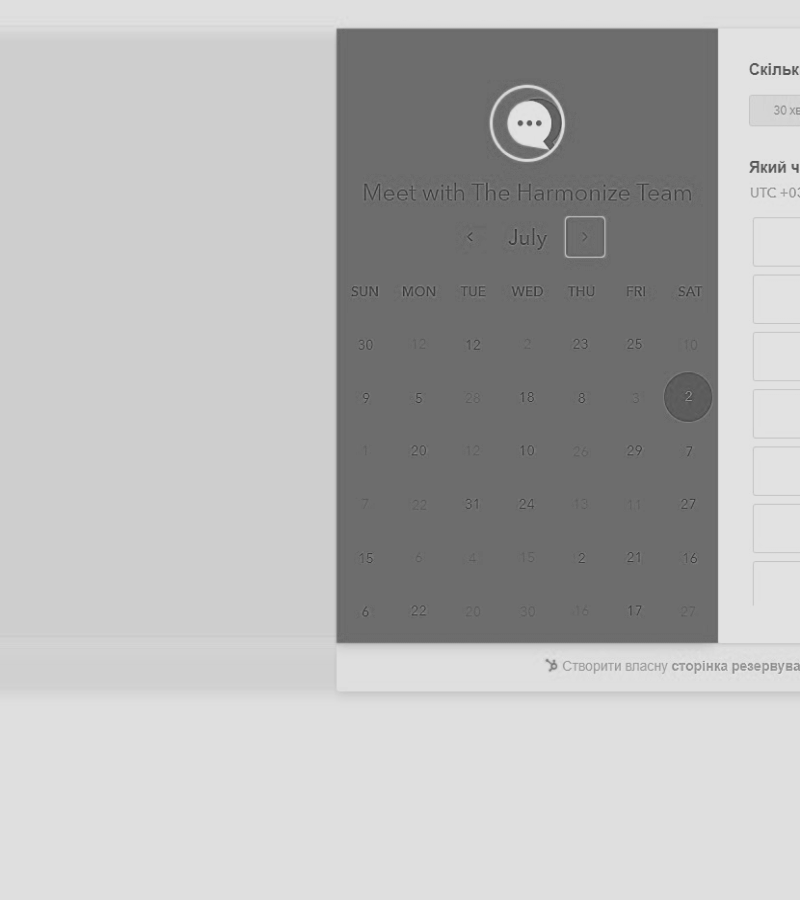 Meet with The Harmonize Team
July
SUN MON TUE WED THU FRI SAT
30 12 12 2 23 25 10
9 5 28 18 8 3 2
1 20 12 10 26 29 7
7 22 31 24 13 11 27
15 6 4 15 2 21 16
6 22 20 30 16 17 27
Створити власну сторінка резервува
Скільк
30 хв
Який ч
UTC +03